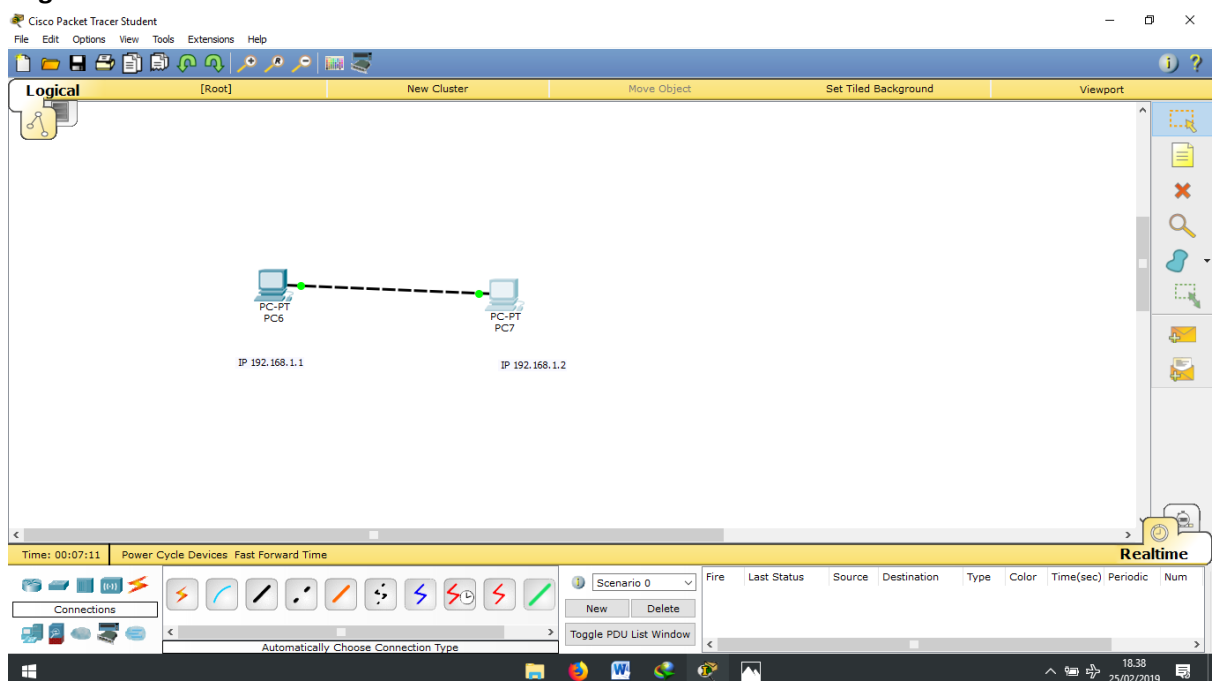 Cisco Packet Tracer Student
File Edit Options View Tools Extensions Help
Logical [Root] New Cluster Move Object Set Tiled Background Viewport
PC-PT
PC6
PC-PT
PC7
IP 192.168.1.1
IP 192.168.1.2
Time: 00:07:11 Power Cycle Devices Fast Forward Time Realtime
Connections
Automatically Choose Connection Type
Scenario 0
New Delete
Toggle PDU List Window
Fire Last Status Source Destination Type Color Time(sec) Periodic Num
18.38
25/02/2019